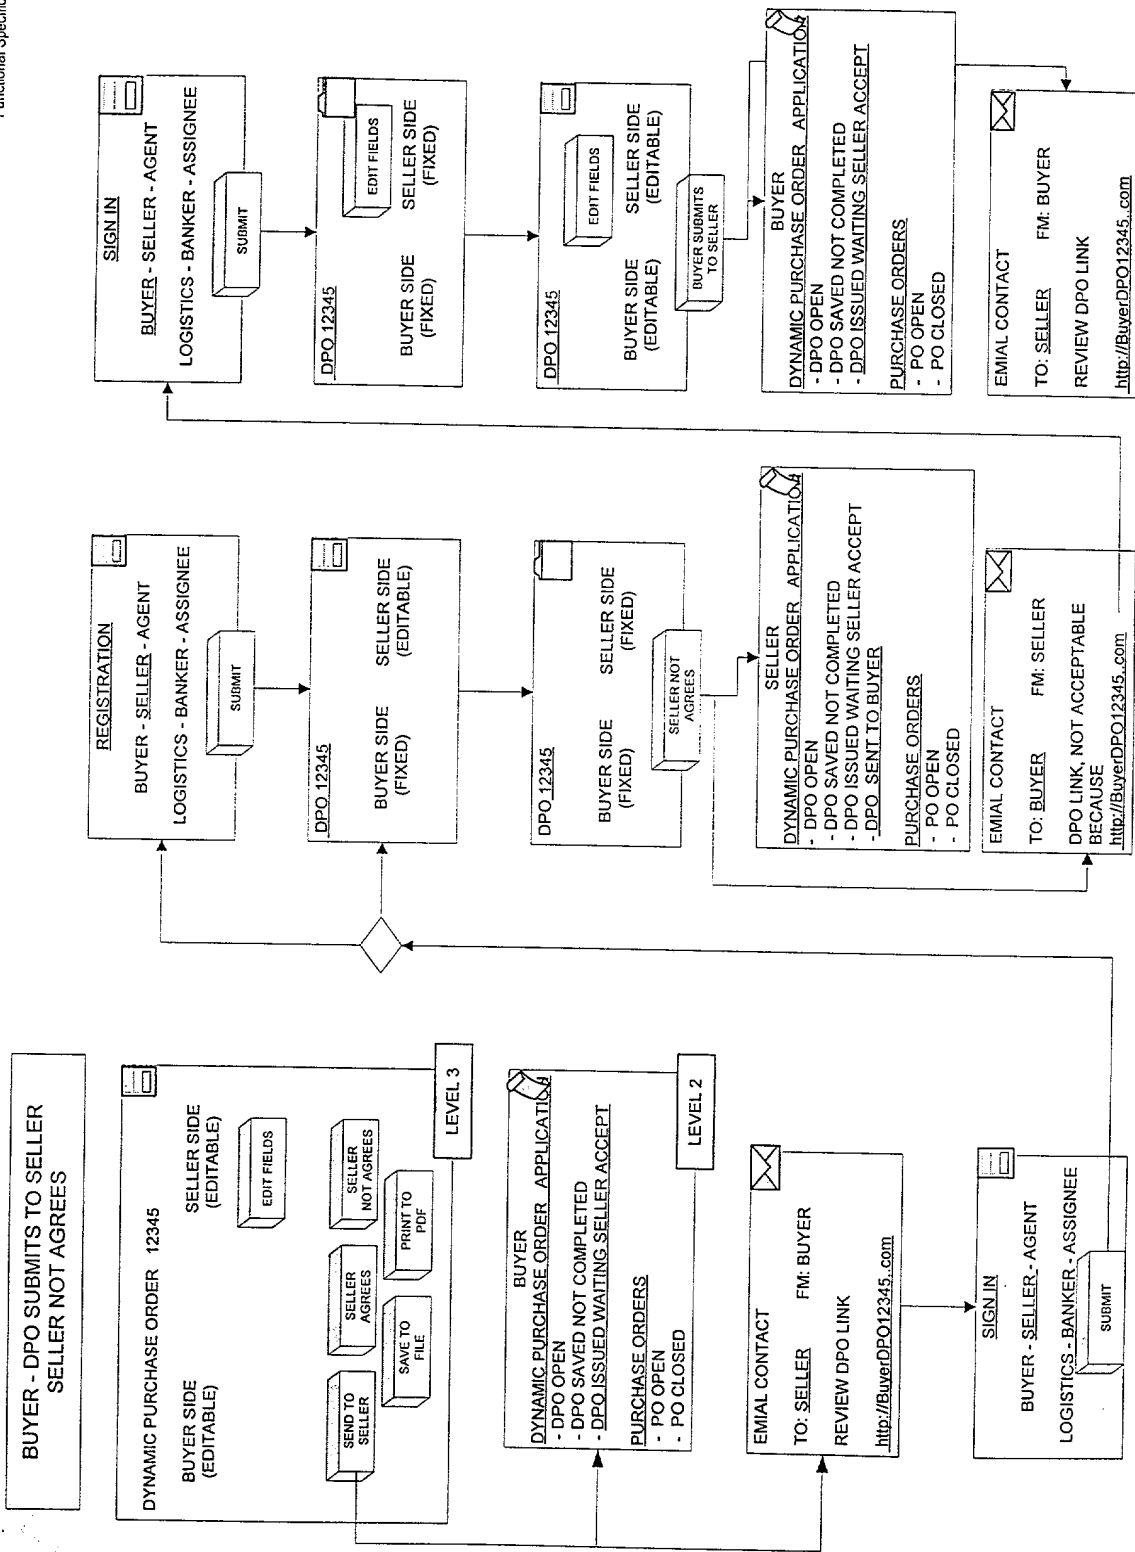 Functional Specific
BUYER - DPO SUBMITS TO SELLER
SELLER NOT AGREES
DYNAMIC PURCHASE ORDER 12345
BUYER SIDE
(EDITABLE)
SELLER SIDE
(EDITABLE)
EDIT FIELDS
SEND TO
SELLER
SELLER
AGREES
SELLER
NOT AGREES
SAVE TO
FILE
PRINT TO
PDF
LEVEL 3
BUYER
DYNAMIC PURCHASE ORDER APPLICATION
- DPO OPEN
- DPO SAVED NOT COMPLETED
- DPO ISSUED WAITING SELLER ACCEPT
PURCHASE ORDERS
- PO OPEN
- PO CLOSED
LEVEL 2
EMIAL CONTACT
TO: SELLER FM: BUYER
REVIEW DPO LINK
http://BuyerDPO12345..com
SIGN IN
BUYER - SELLER - AGENT
LOGISTICS - BANKER - ASSIGNEE
SUBMIT
REGISTRATION
BUYER - SELLER - AGENT
LOGISTICS - BANKER - ASSIGNEE
SUBMIT
DPO 12345
BUYER SIDE
(FIXED)
SELLER SIDE
(EDITABLE)
DPO 12345
BUYER SIDE
(FIXED)
SELLER SIDE
(FIXED)
SELLER NOT
AGREES
SELLER
DYNAMIC PURCHASE ORDER APPLICATION
- DPO OPEN
- DPO SAVED NOT COMPLETED
- DPO ISSUED WAITING SELLER ACCEPT
- DPO SENT TO BUYER
PURCHASE ORDERS
- PO OPEN
- PO CLOSED
EMIAL CONTACT
TO: BUYER FM: SELLER
DPO LINK, NOT ACCEPTABLE
BECAUSE
http://BuyerDPO12345..com
SIGN IN
BUYER - SELLER - AGENT
LOGISTICS - BANKER - ASSIGNEE
SUBMIT
DPO 12345
EDIT FIELDS
BUYER SIDE
(FIXED)
SELLER SIDE
(FIXED)
DPO 12345
EDIT FIELDS
BUYER SIDE
(EDITABLE)
SELLER SIDE
(EDITABLE)
BUYER SUBMITS
TO SELLER
BUYER
DYNAMIC PURCHASE ORDER APPLICATION
- DPO OPEN
- DPO SAVED NOT COMPLETED
- DPO ISSUED WAITING SELLER ACCEPT
PURCHASE ORDERS
- PO OPEN
- PO CLOSED
EMIAL CONTACT
TO: SELLER FM: BUYER
REVIEW DPO LINK
http://BuyerDPO12345..com